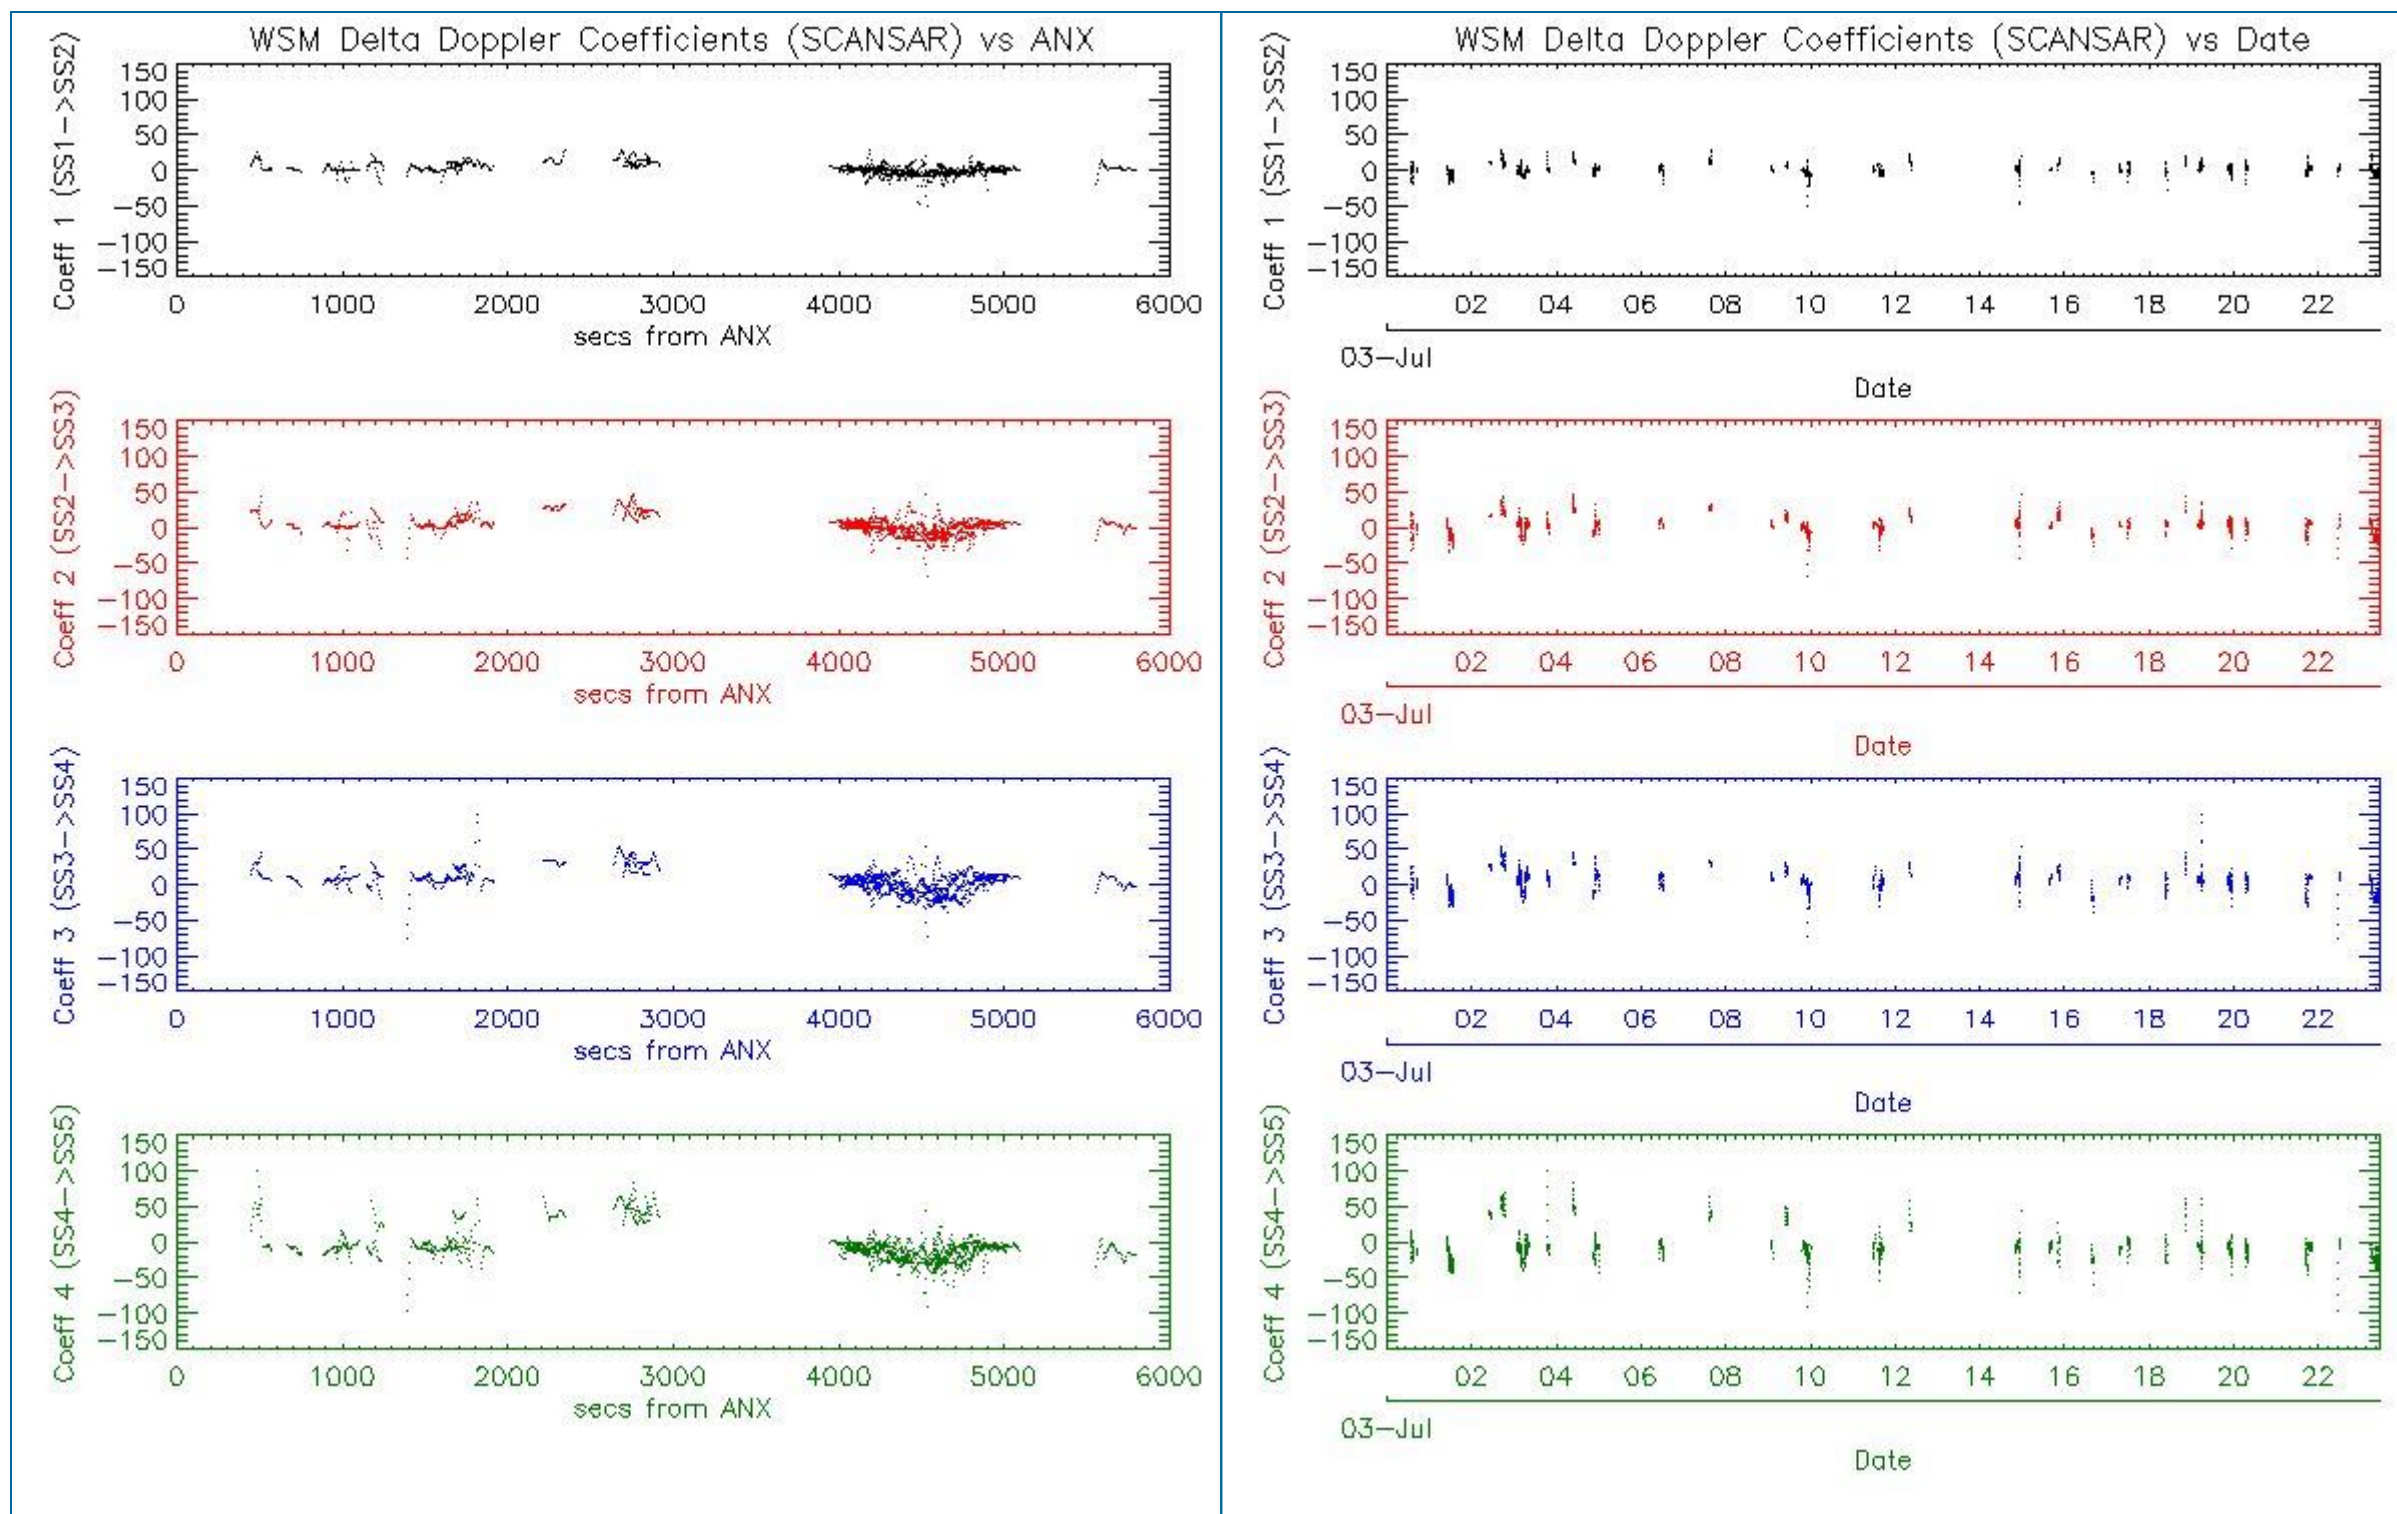 WSM Delta Doppler Coefficients (SCANSAR) vs ANX
Coeff 1 (SS1->SS2)
150
100
50
0
-50
-100
-150
0 1000 2000 3000 4000 5000 6000
secs from ANX
Coeff 2 (SS2->SS3)
150
100
50
0
-50
-100
-150
0 1000 2000 3000 4000 5000 6000
secs from ANX
Coeff 3 (SS3->SS4)
150
100
50
0
-50
-100
-150
0 1000 2000 3000 4000 5000 6000
secs from ANX
Coeff 4 (SS4->SS5)
150
100
50
0
-50
-100
-150
0 1000 2000 3000 4000 5000 6000
secs from ANX
WSM Delta Doppler Coefficients (SCANSAR) vs Date
Coeff 1 (SS1->SS2)
150
100
50
0
-50
-100
-150
02 04 06 08 10 12 14 16 18 20 22
03-Jul
Date
Coeff 2 (SS2->SS3)
150
100
50
0
-50
-100
-150
02 04 06 08 10 12 14 16 18 20 22
03-Jul
Date
Coeff 3 (SS3->SS4)
150
100
50
0
-50
-100
-150
02 04 06 08 10 12 14 16 18 20 22
03-Jul
Date
Coeff 4 (SS4->SS5)
150
100
50
0
-50
-100
-150
02 04 06 08 10 12 14 16 18 20 22
03-Jul
Date